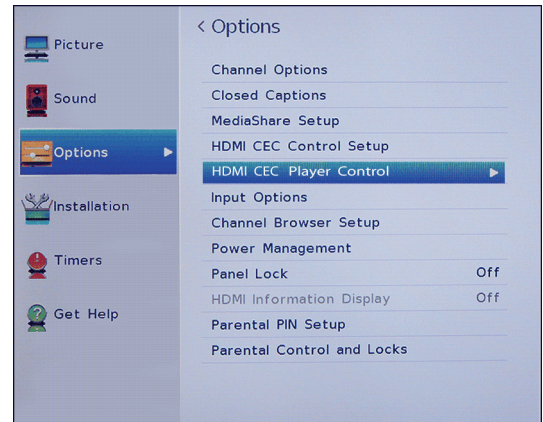 Picture
Sound
Options
Installation
Timers
Get Help
< Options
Channel Options
Closed Captions
MediaShare Setup
HDMI CEC Control Setup
HDMI CEC Player Control
Input Options
Channel Browser Setup
Power Management
Panel Lock Off
HDMI Information Display Off
Parental PIN Setup
Parental Control and Locks